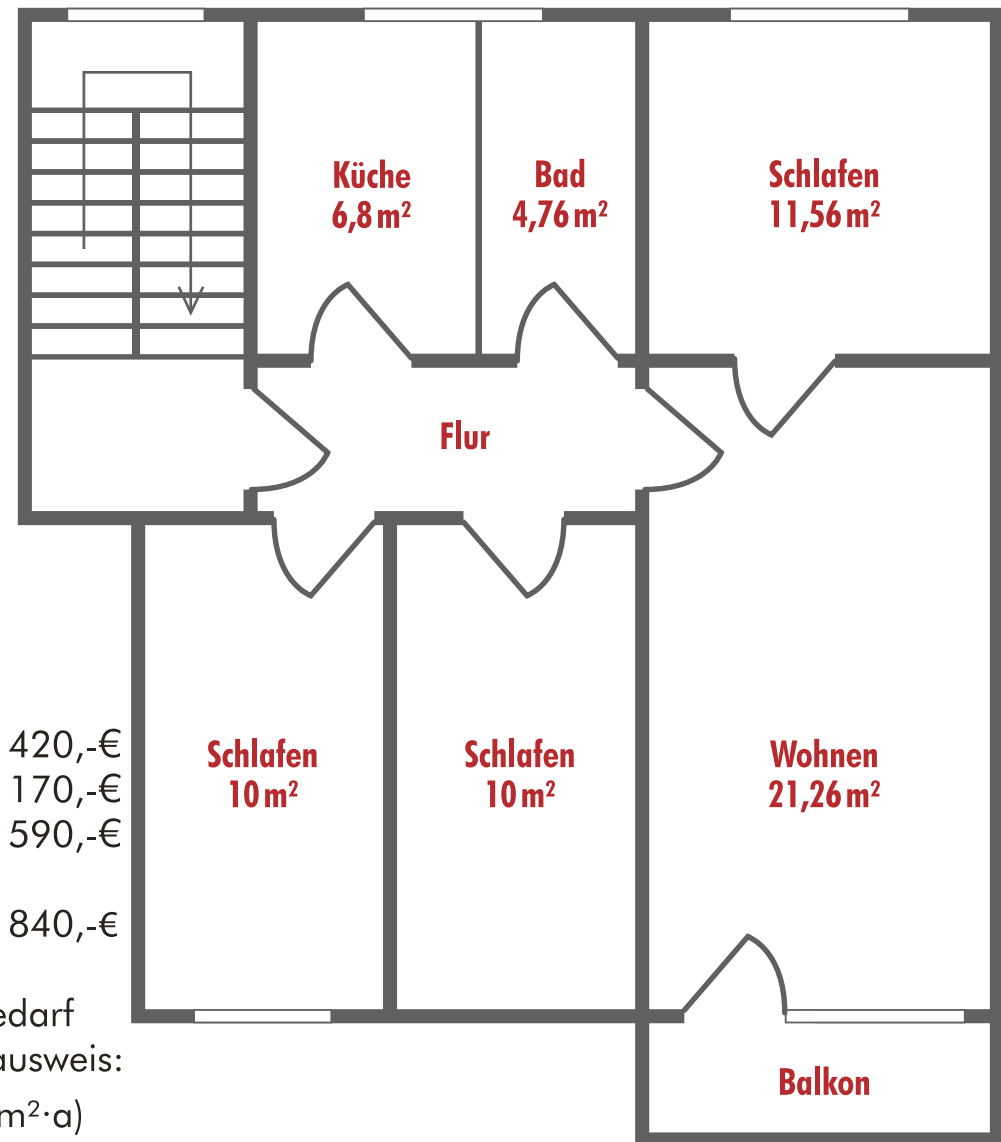 Küche
6,8 m²
Bad
4,76 m²
Schlafen
11,56 m²
Flur
Schlafen
10 m²
Schlafen
10 m²
Wohnen
21,26 m²
Balkon
420,-€
170,-€
590,-€
840,-€
edarf
ausweis:
m²·a)